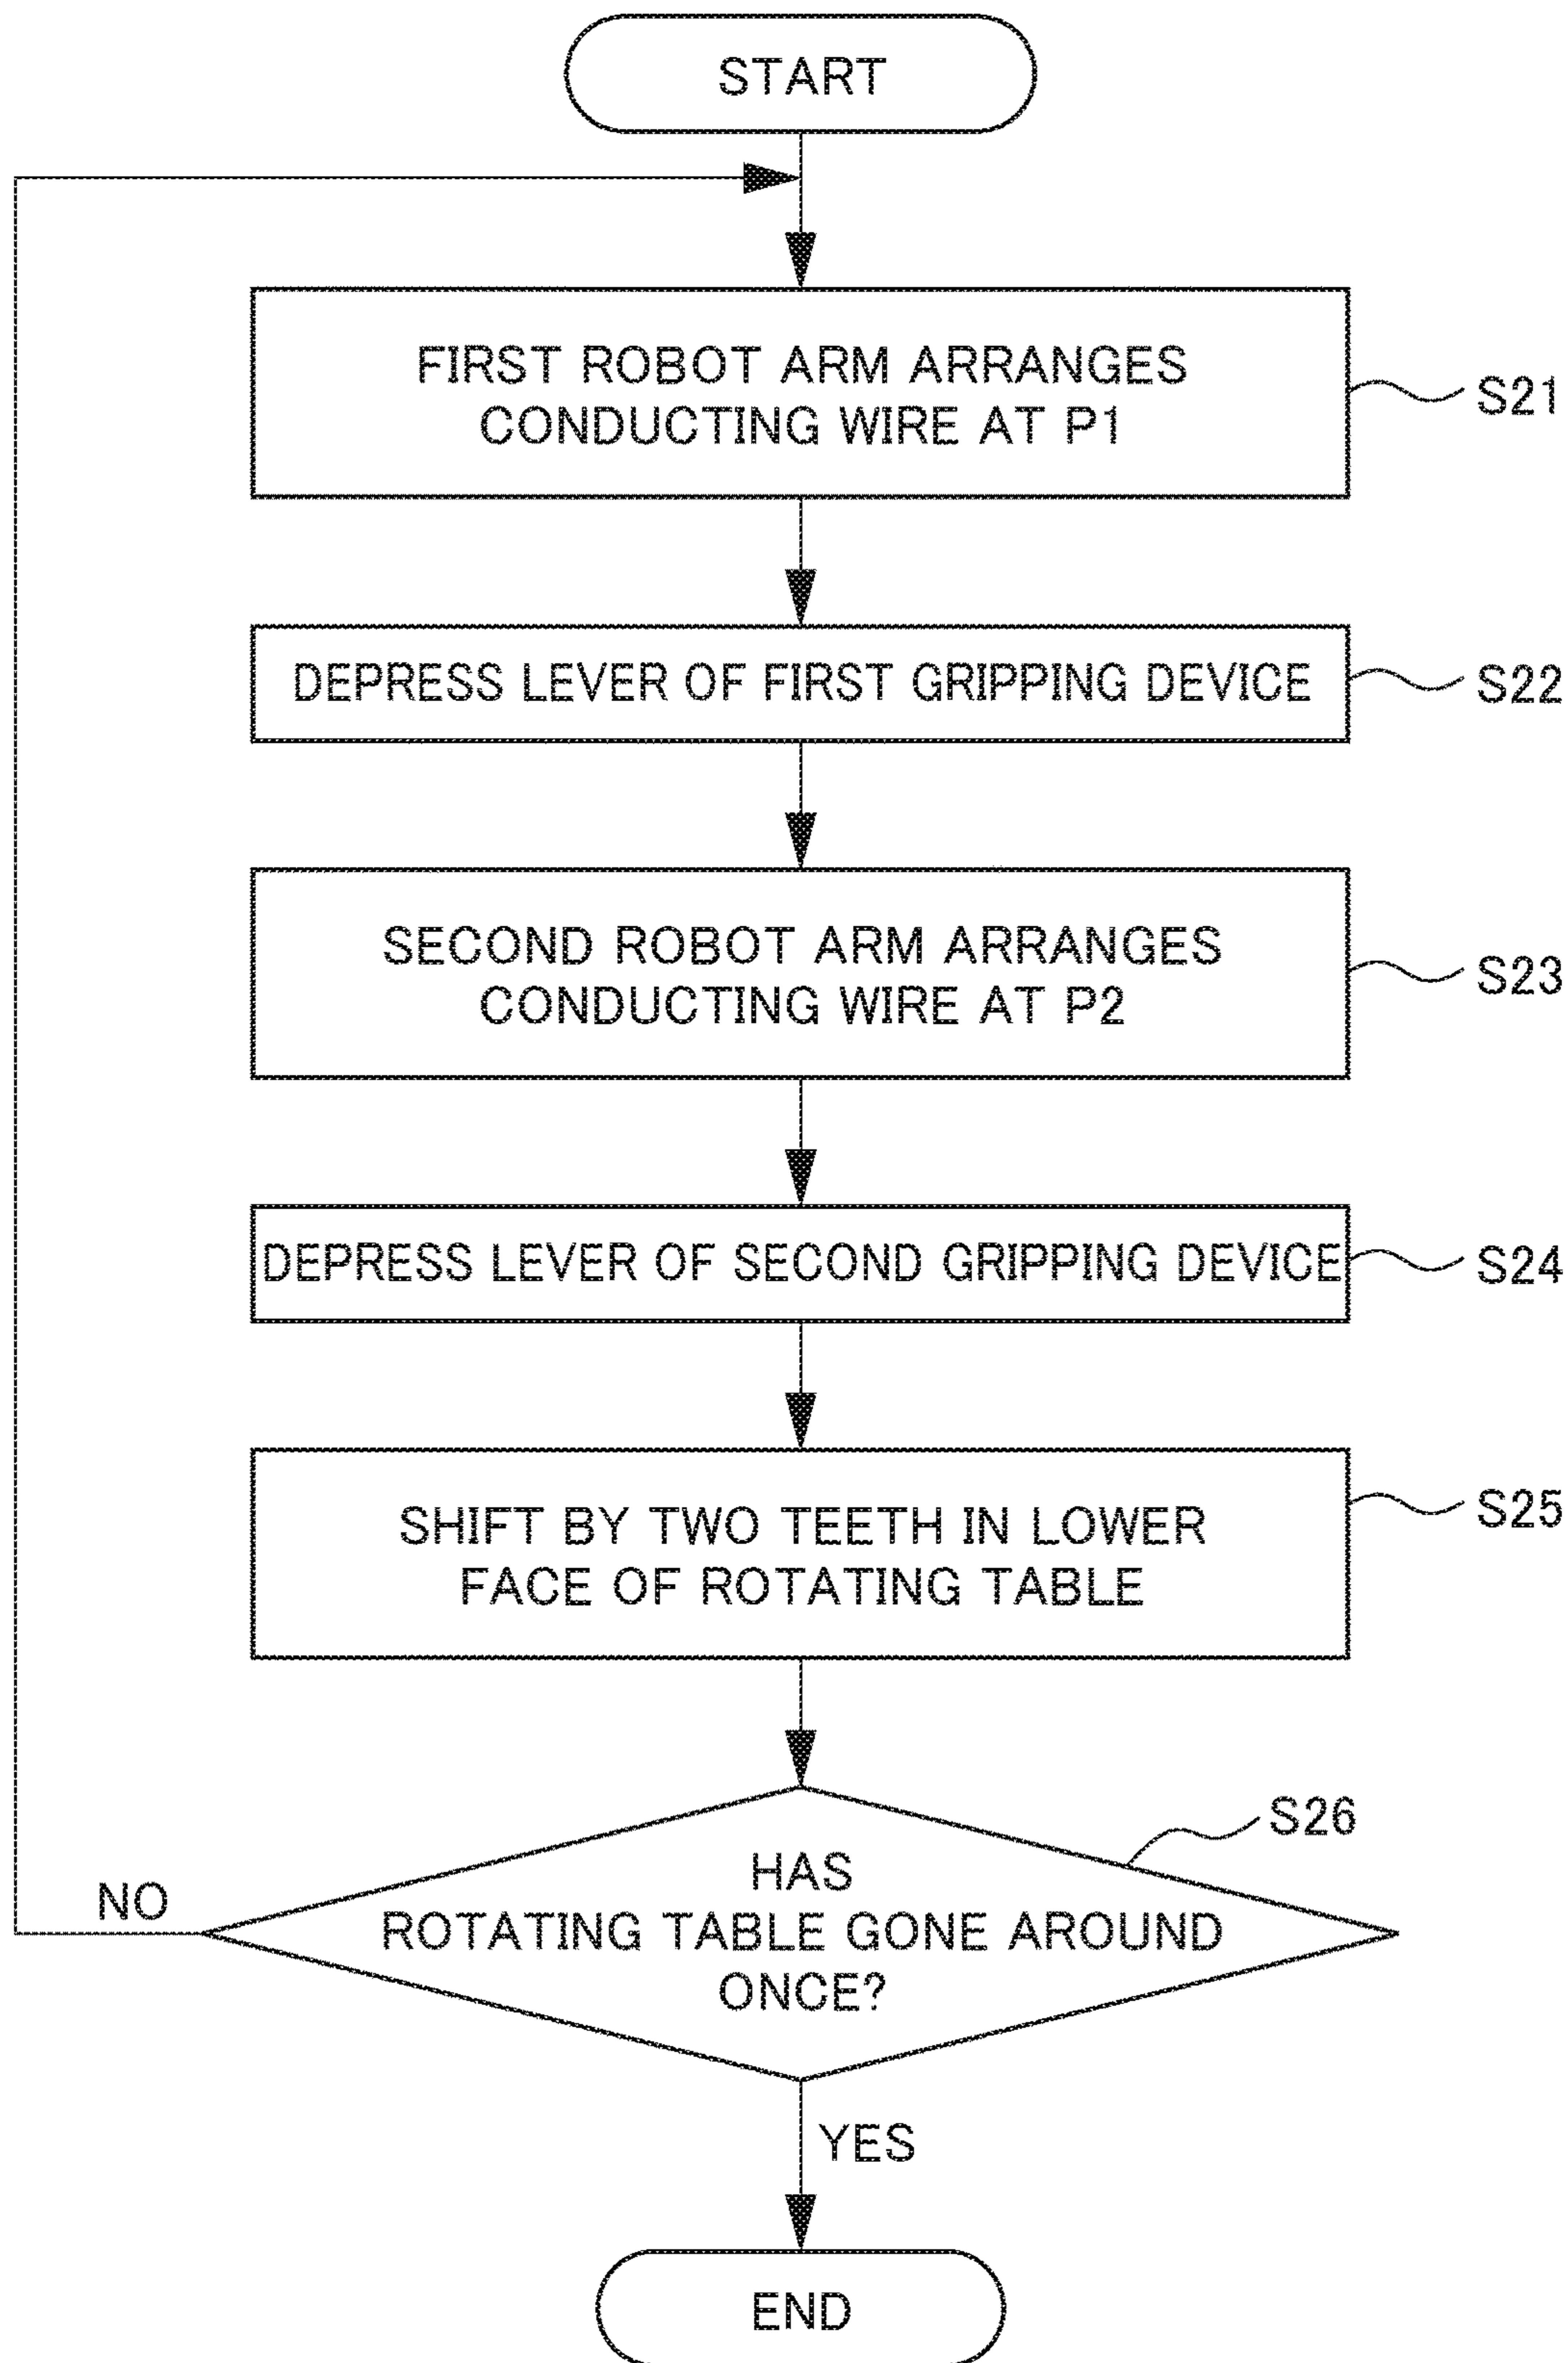 START
FIRST ROBOT ARM ARRANGES
CONDUCTING WIRE AT P1
S21
DEPRESS LEVER OF FIRST GRIPPING DEVICE
S22
SECOND ROBOT ARM ARRANGES
CONDUCTING WIRE AT P2
S23
DEPRESS LEVER OF SECOND GRIPPING DEVICE
S24
SHIFT BY TWO TEETH IN LOWER
FACE OF ROTATING TABLE
S25
S26
HAS
ROTATING TABLE GONE AROUND
ONCE?
NO
YES
END